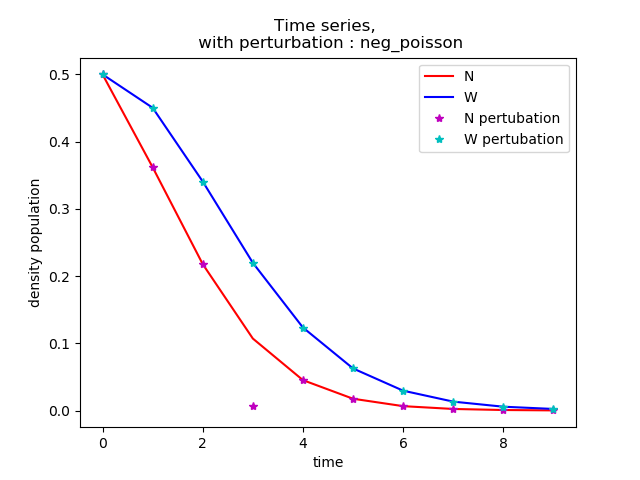 Time series,
with perturbation : neg_poisson
N
W
N pertubation
W pertubation
density population
0.5
0.4
0.3
0.2
0.1
0.0
0 2 4 6 8
time